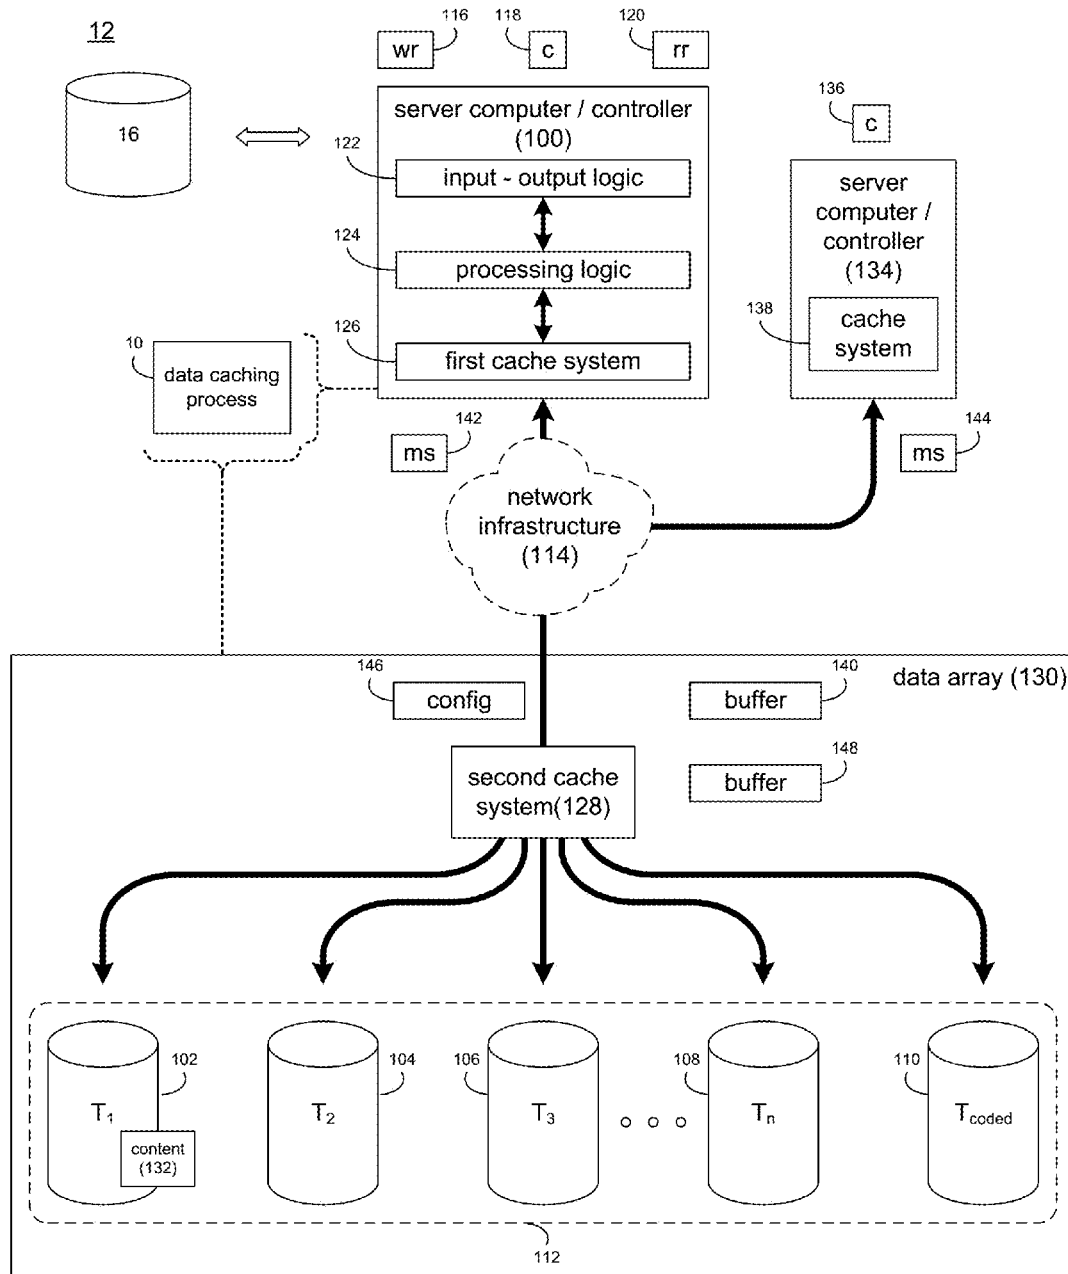 12
116
118
120
wr
c
rr
16
server computer / controller
(100)
122
input - output logic
124
processing logic
126
first cache system
136
c
server
computer /
controller
(134)
138
cache
system
10
data caching
process
142
ms
144
ms
network
infrastructure
(114)
data array (130)
146
config
140
buffer
148
buffer
second cache
system(128)
102
T1
content
(132)
104
T2
106
T3
108
Tn
110
Tcoded
112